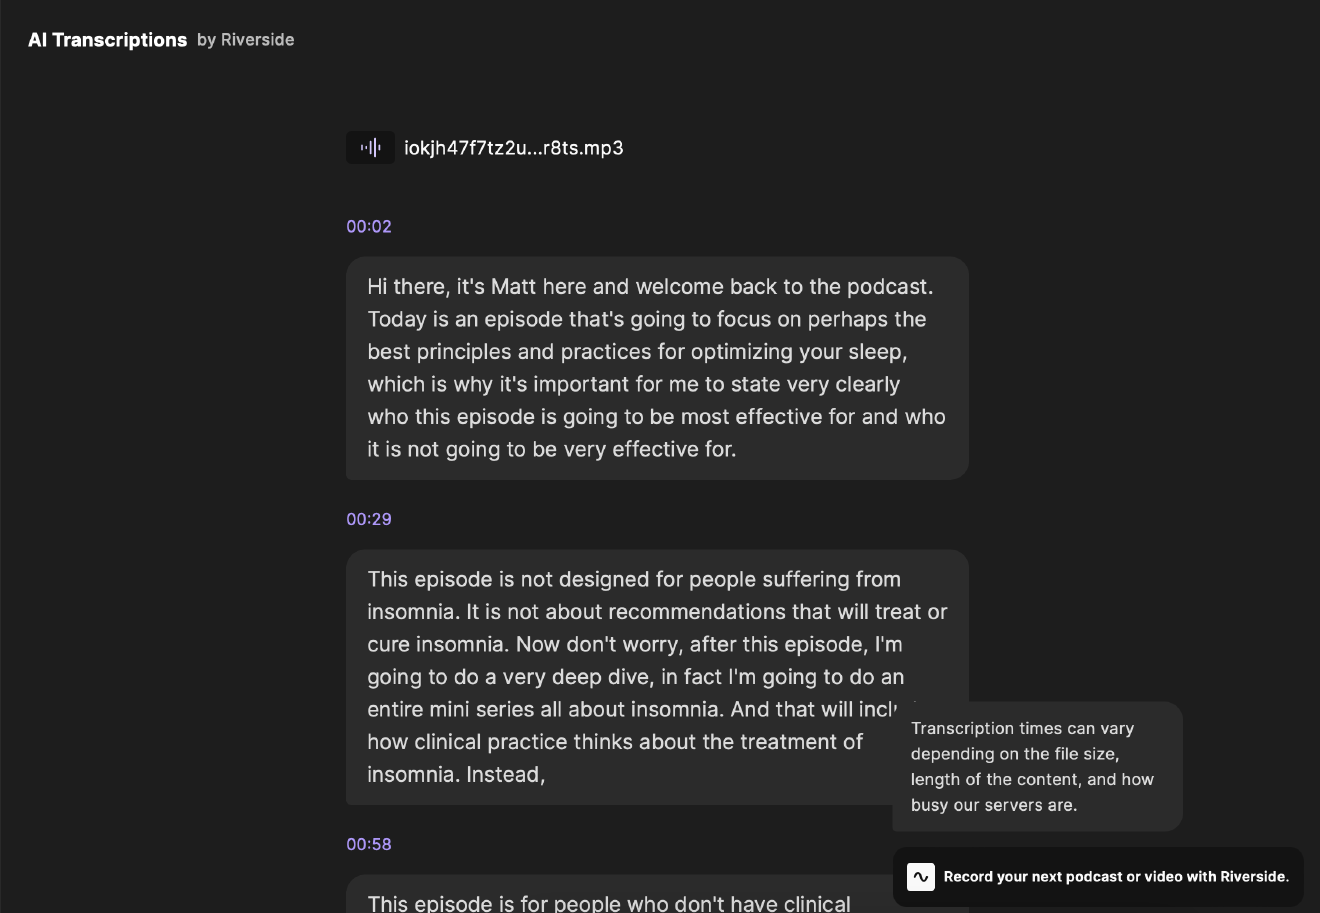 AI Transcriptions by Riverside
iokjh47f7tz2u...r8ts.mp3
00:02
Hi there, it's Matt here and welcome back to the podcast.
Today is an episode that's going to focus on perhaps the
best principles and practices for optimizing your sleep,
which is why it's important for me to state very clearly
who this episode is going to be most effective for and who
it is not going to be very effective for.
00:29
This episode is not designed for people suffering from
insomnia. It is not about recommendations that will treat or
cure insomnia. Now don't worry, after this episode, I'm
going to do a very deep dive, in fact I'm going to do an
entire mini series all about insomnia. And that will
how clinical practice thinks about the treatment of
insomnia. Instead,
00:58
This episode is for people who don't have clinical
Transcription times can vary
depending on the file size,
length of the content, and how
busy our servers are.
Record your next podcast or video with Riverside.